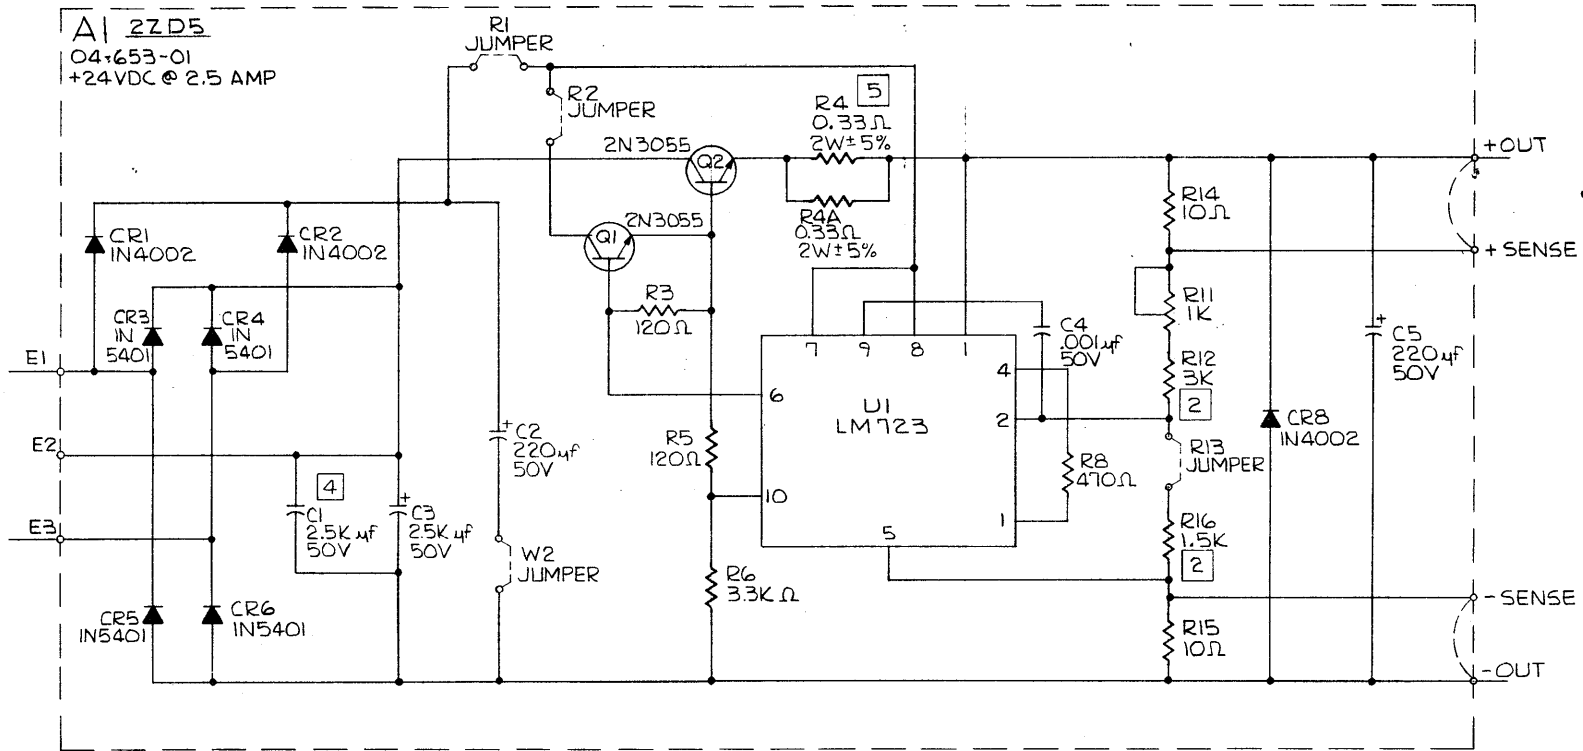 A1 2ZD5
04-653-01
+24VDC @ 2.5 AMP
R1
JUMPER
R2
JUMPER
2N3055
Q2
5
R4
0.33Ω
2W±5%
R4A
0.33Ω
2W±5%
+OUT
R14
10Ω
+ SENSE
CR1
1N4002
CR2
1N4002
2N3055
Q1
R3
120Ω
CR3
1N
5401
CR4
1N
5401
E1
7
9
8
1
C4
.001μf
50V
R11
1K
C5
220μf
50V
+
4
6
U1
LM723
2
R12
3K
2
CR8
1N4002
E2
+
C2
220μf
50V
R5
120Ω
R8
470Ω
R13
JUMPER
4
C1
2.5K μf
50V
+
C3
2.5K μf
50V
10
5
1
R16
1.5K
2
E3
W2
JUMPER
R6
3.3KΩ
- SENSE
CR5
1N5401
CR6
1N5401
R15
10Ω
-OUT